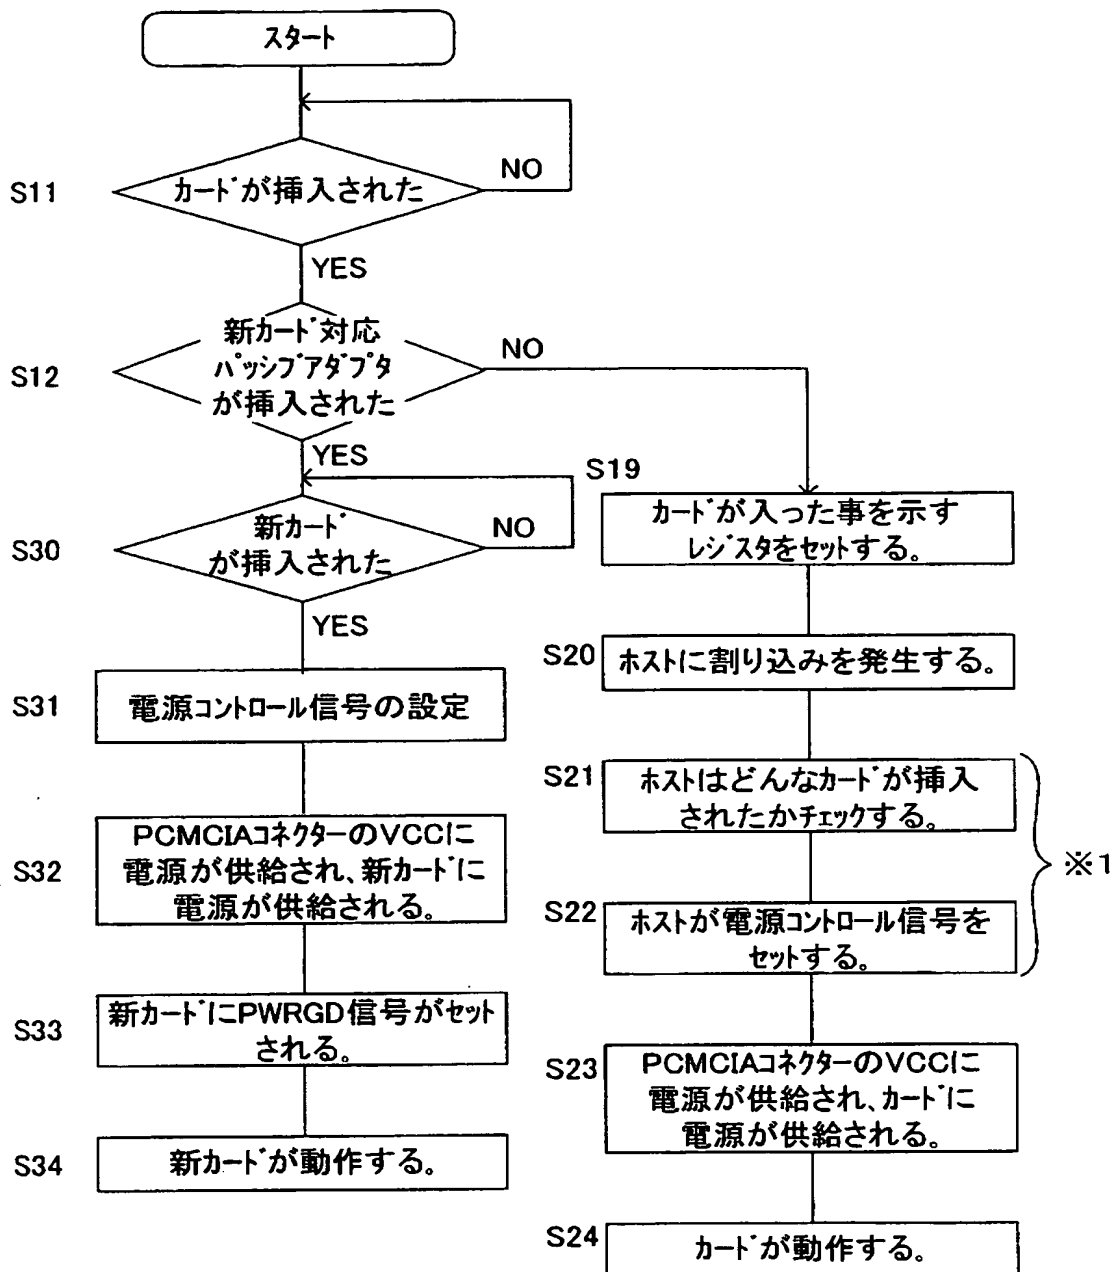 スタート
S11
カードが挿入された
NO
YES
S12
新カード対応
パッシブアダプタ
が挿入された
NO
YES
S30
新カード
が挿入された
NO
YES
S31
電源コントロール信号の設定
S32
PCMCIAコネクターのVCCに
電源が供給され、新カードに
電源が供給される。
S33
新カードにPWRGD信号がセット
される。
S34
新カードが動作する。
S19
カードが入った事を示す
レジスタをセットする。
S20
ホストに割り込みを発生する。
S21
ホストはどんなカードが挿入
されたかチェックする。
S22
ホストが電源コントロール信号を
セットする。
※1
S23
PCMCIAコネクターのVCCに
電源が供給され、カードに
電源が供給される。
S24
カードが動作する。